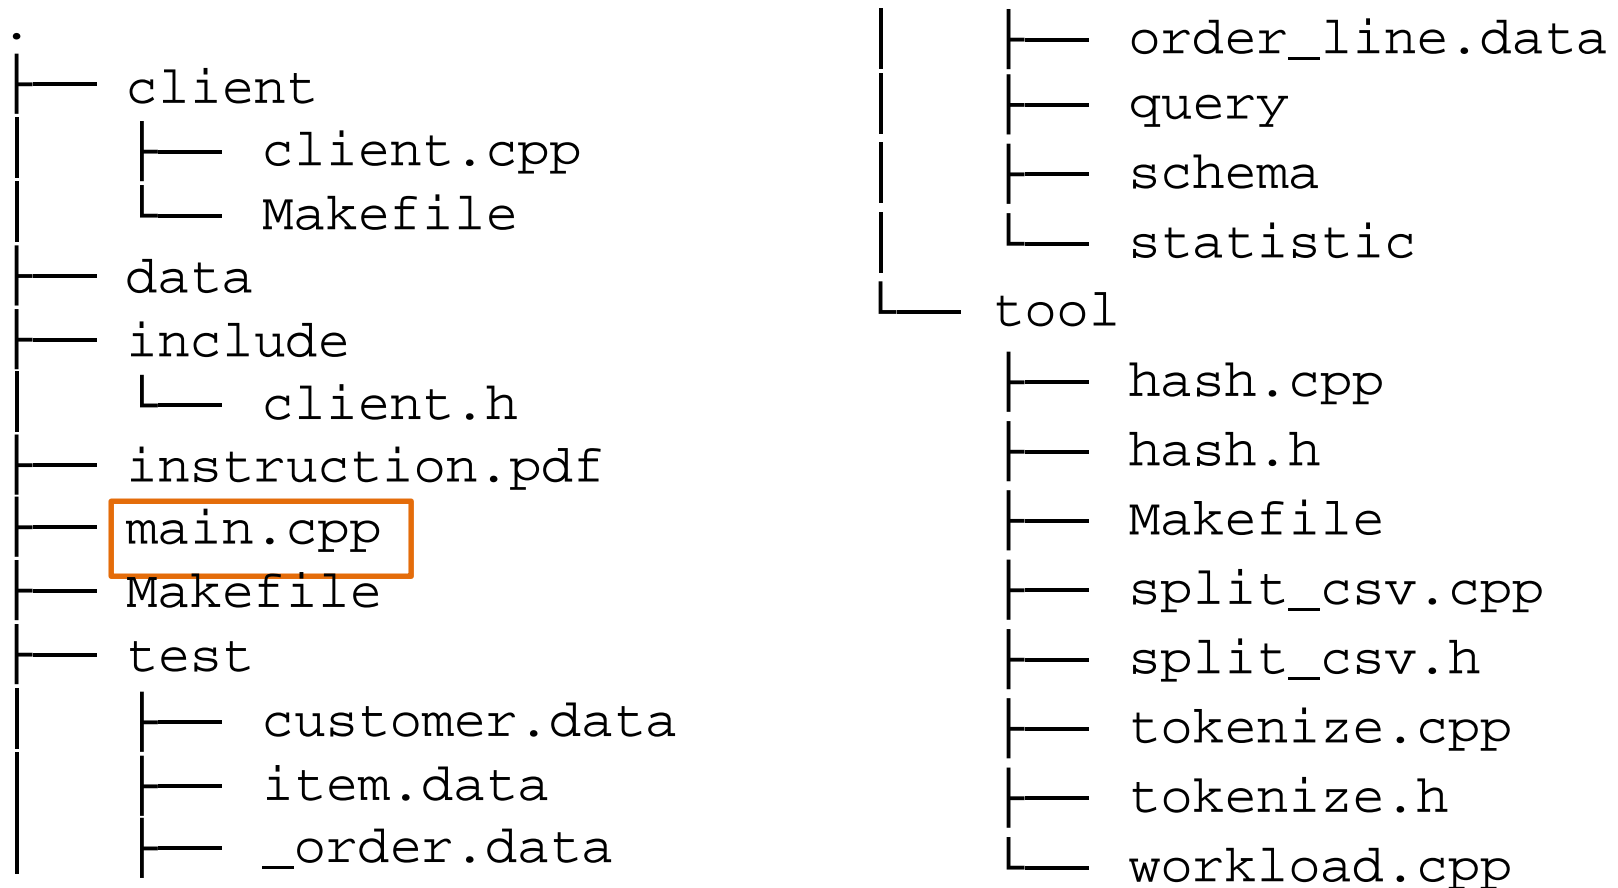 .
├── client
│   ├── client.cpp
│   └── Makefile
├── data
├── include
│   └── client.h
├── instruction.pdf
├── main.cpp
├── Makefile
├── test
│   ├── customer.data
│   ├── item.data
│   ├── _order.data
│   ├── order_line.data
│   ├── query
│   ├── schema
│   └── statistic
└── tool
    ├── hash.cpp
    ├── hash.h
    ├── Makefile
    ├── split_csv.cpp
    ├── split_csv.h
    ├── tokenize.cpp
    ├── tokenize.h
    └── workload.cpp